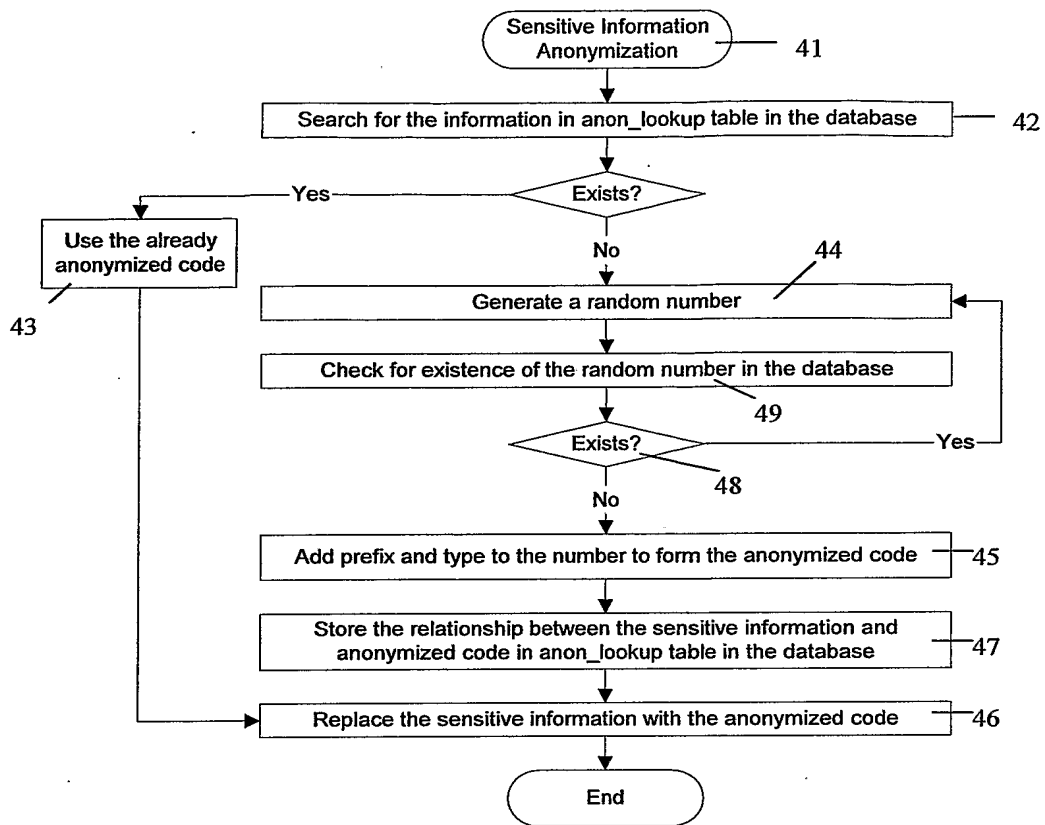 Sensitive Information
Anonymization
41
Search for the information in anon_lookup table in the database
42
Exists?
Yes
Use the already
anonymized code
43
No
44
Generate a random number
Check for existence of the random number in the database
49
Exists?
Yes
48
No
Add prefix and type to the number to form the anonymized code
45
Store the relationship between the sensitive information and
anonymized code in anon_lookup table in the database
47
Replace the sensitive information with the anonymized code
46
End